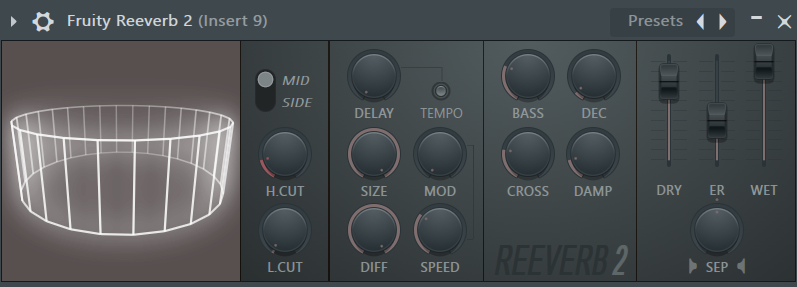 Fruity Reeverb 2 (Insert 9)
Presets
MID
SIDE
H.CUT
L.CUT
DELAY
TEMPO
SIZE
MOD
DIFF
SPEED
BASS
DEC
CROSS
DAMP
REEVERB 2
DRY
ER
WET
SEP